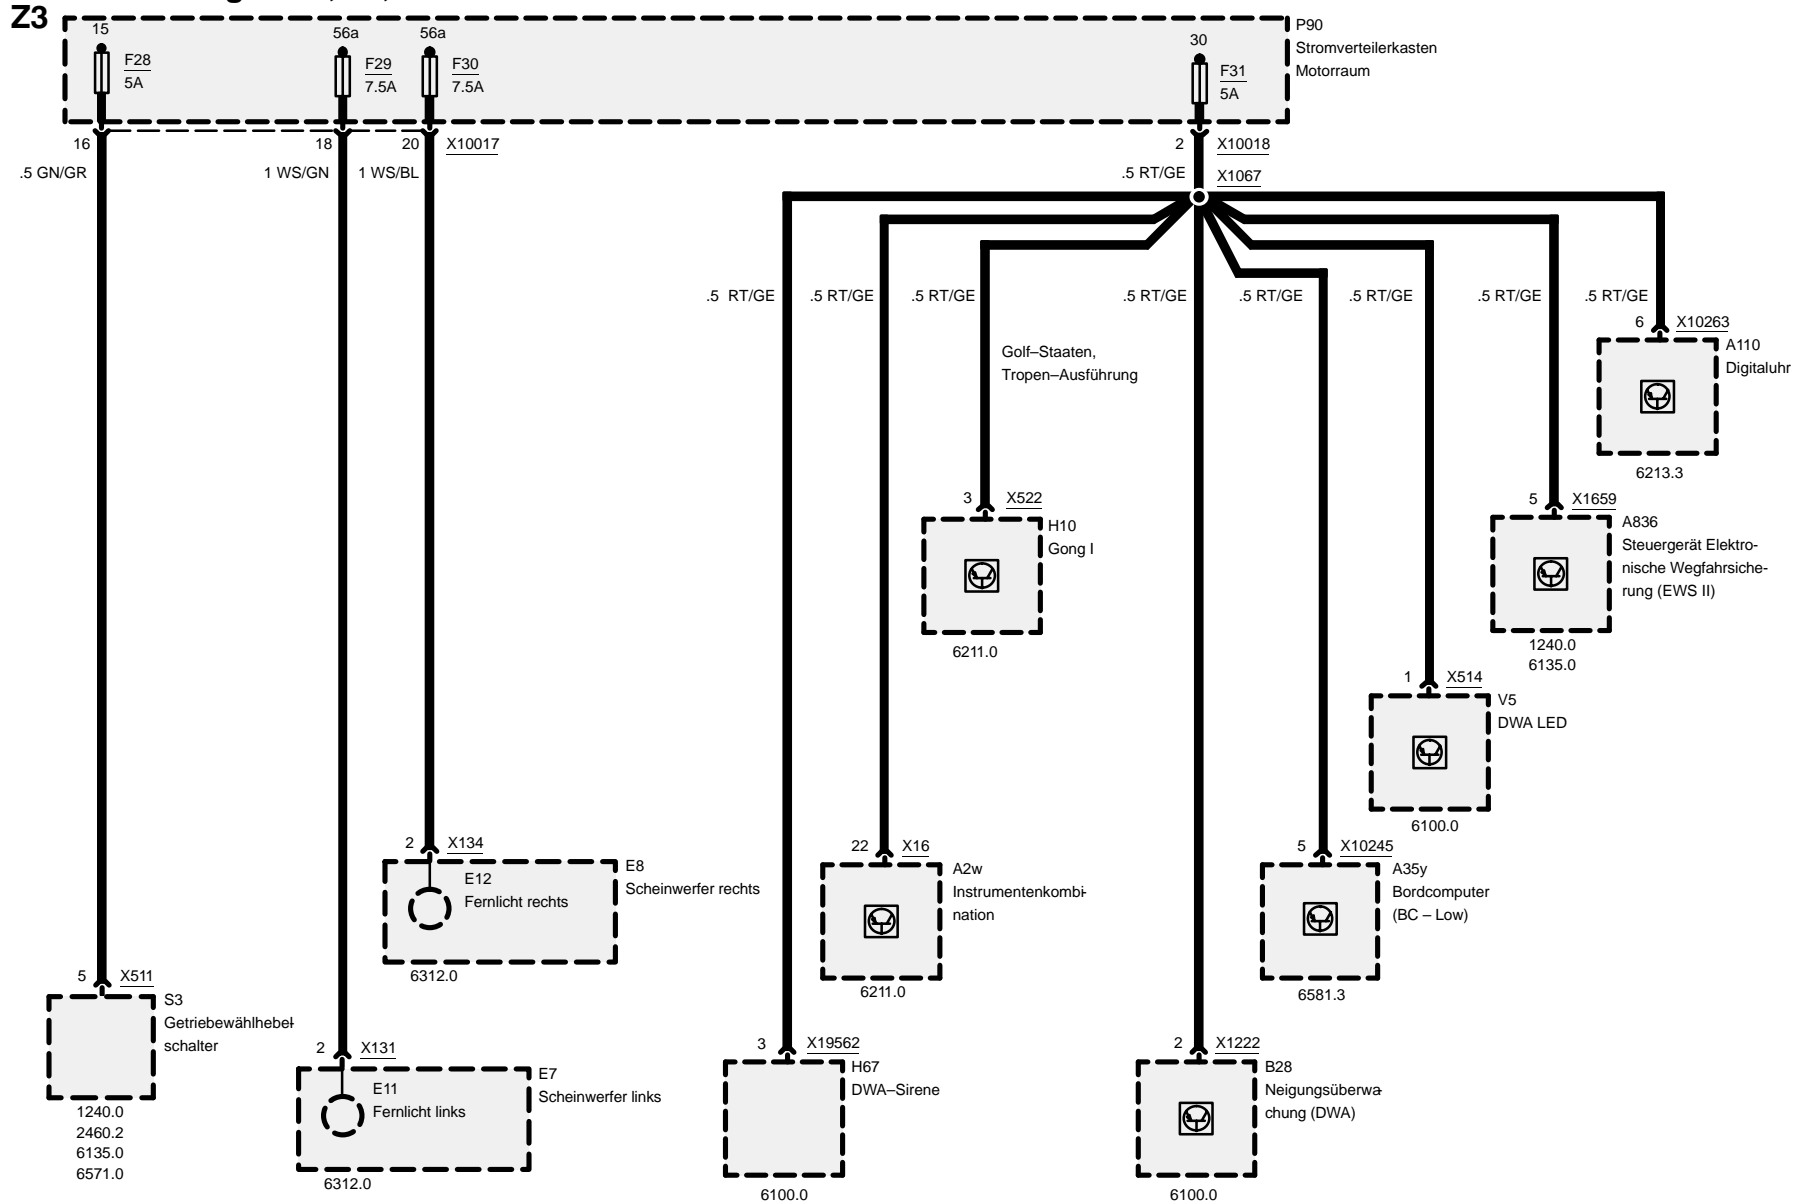 Z3
15
56a
56a
30
P90
Stromverteilerkasten
Motorraum
F28
5A
F29
7.5A
F30
7.5A
F31
5A
16
18
20
X10017
2
X10018
.5 GN/GR
1 WS/GN
1 WS/BL
.5 RT/GE
X1067
.5 RT/GE
.5 RT/GE
.5 RT/GE
.5 RT/GE
.5 RT/GE
.5 RT/GE
.5 RT/GE
.5 RT/GE
Golf–Staaten,
Tropen–Ausführung
6
X10263
A110
Digitaluhr
6213.3
3
X522
H10
Gong I
6211.0
5
X1659
A836
Steuergerät Elektro-
nische Wegfahrsiche-
rung (EWS II)
1240.0
6135.0
1
X514
V5
DWA LED
6100.0
2
X134
E12
Fernlicht rechts
E8
Scheinwerfer rechts
6312.0
22
X16
A2w
Instrumentenkombi-
nation
6211.0
5
X10245
A35y
Bordcomputer
(BC – Low)
6581.3
5
X511
S3
Getriebewählhebel-
schalter
1240.0
2460.2
6135.0
6571.0
2
X131
E11
Fernlicht links
E7
Scheinwerfer links
6312.0
3
X19562
H67
DWA–Sirene
6100.0
2
X1222
B28
Neigungsüberwa-
chung (DWA)
6100.0